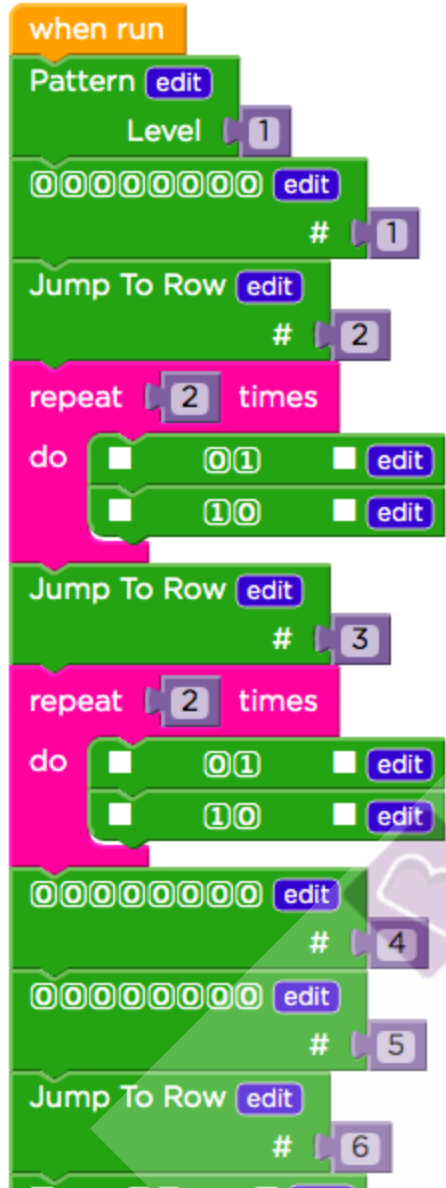 when run
Pattern edit
Level 1
⓪⓪⓪⓪⓪⓪⓪⓪ edit
# 1
Jump To Row edit
# 2
repeat 2 times
do ⓪① edit
①⓪ edit
Jump To Row edit
# 3
repeat 2 times
do ⓪① edit
①⓪ edit
⓪⓪⓪⓪⓪⓪⓪⓪ edit
# 4
⓪⓪⓪⓪⓪⓪⓪⓪ edit
# 5
Jump To Row edit
# 6